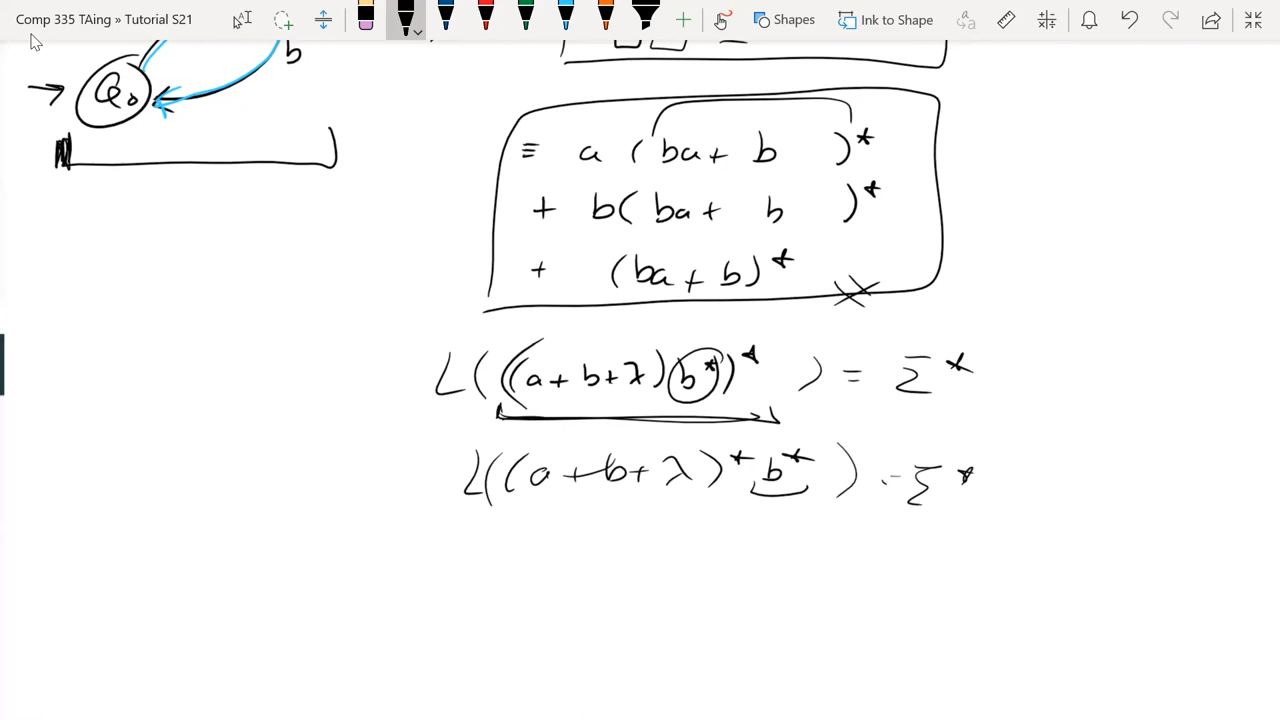 Comp 335 TAing » Tutorial S21
Shapes
Ink to Shape
b
→ Q₀
≡ a (ba + b)*
+ b(ba + b)*
+ (ba + b)*
L(((a + b + λ)(b*))*) = Σ*
L((a + b + λ)* b*) = Σ*